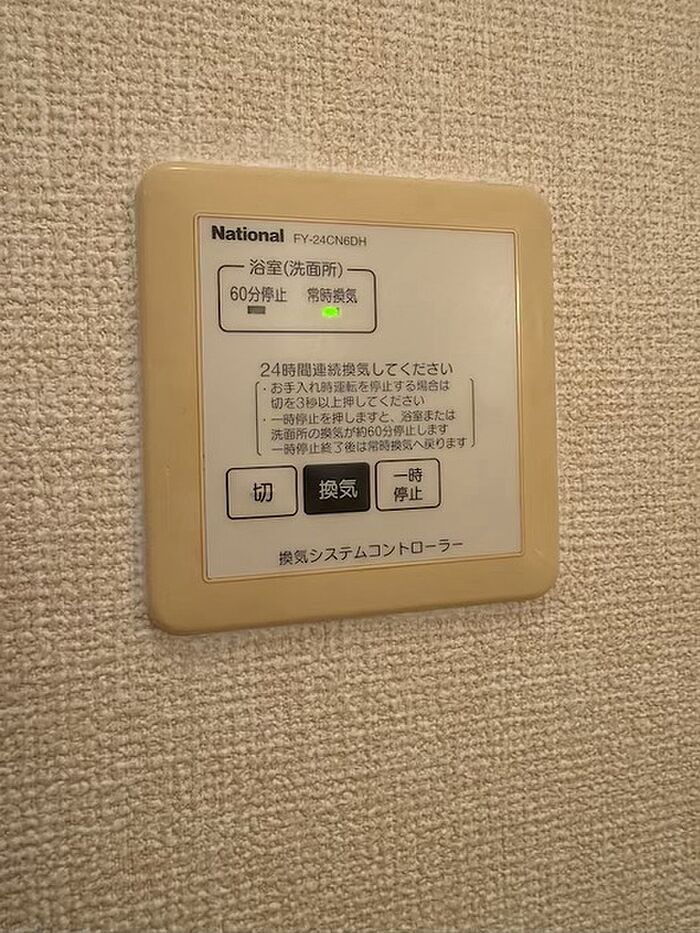 National FY-24CN6DH
浴室(洗面所)
60分停止 常時換気
24時間連続換気してください
・お手入れ時運転を停止する場合は
切を3秒以上押してください
・一時停止を押しますと、浴室または
洗面所の換気が約60分停止します
一時停止終了後は常時換気へ戻ります
切 換気 一時
停止
換気システムコントローラー